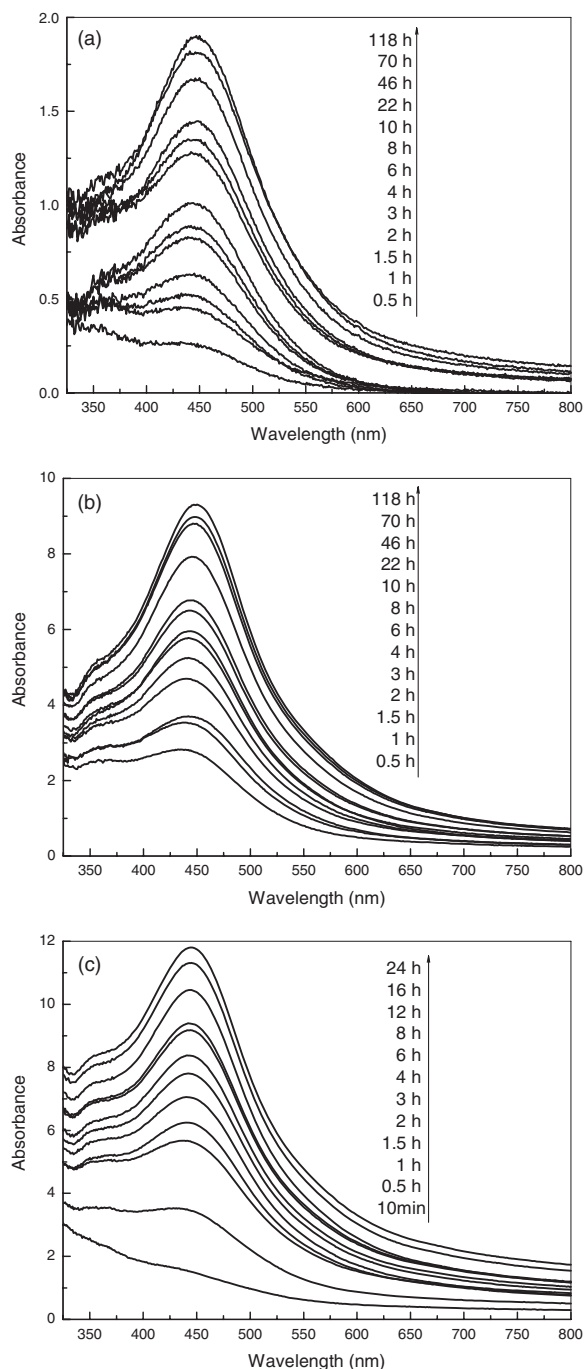 (a)
2.0
1.5
1.0
0.5
0.0
Absorbance
118 h
70 h
46 h
22 h
10 h
8 h
6 h
4 h
3 h
2 h
1.5 h
1 h
0.5 h
350 400 450 500 550 600 650 700 750 800
Wavelength (nm)
(b)
10
8
6
4
2
0
Absorbance
118 h
70 h
46 h
22 h
10 h
8 h
6 h
4 h
3 h
2 h
1.5 h
1 h
0.5 h
350 400 450 500 550 600 650 700 750 800
Wavelength (nm)
(c)
12
10
8
6
4
2
0
Absorbance
24 h
16 h
12 h
8 h
6 h
4 h
3 h
2 h
1.5 h
1 h
0.5 h
10min
350 400 450 500 550 600 650 700 750 800
Wavelength (nm)